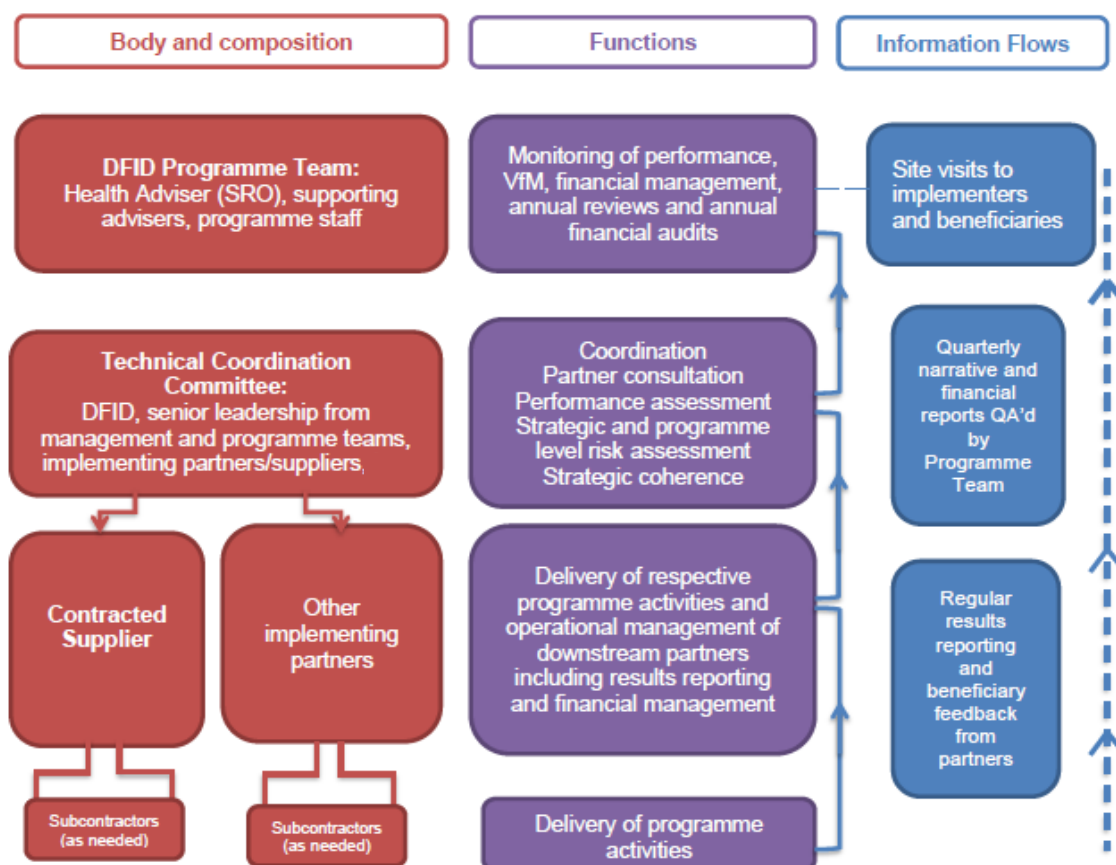 Body and composition
Functions
Information Flows
DFID Programme Team:
Health Adviser (SRO), supporting
advisers, programme staff
Monitoring of performance,
VfM, financial management,
annual reviews and annual
financial audits
Site visits to
implementers
and beneficiaries
Technical Coordination
Committee:
DFID, senior leadership from
management and programme teams,
implementing partners/suppliers,
Coordination
Partner consultation
Performance assessment
Strategic and programme
level risk assessment
Strategic coherence
Quarterly
narrative and
financial
reports QA'd
by
Programme
Team
Contracted
Supplier
Other
implementing
partners
Delivery of respective
programme activities and
operational management of
downstream partners
including results reporting
and financial management
Regular
results
reporting
and
beneficiary
feedback
from
partners
Subcontractors
(as needed)
Subcontractors
(as needed)
Delivery of programme
activities